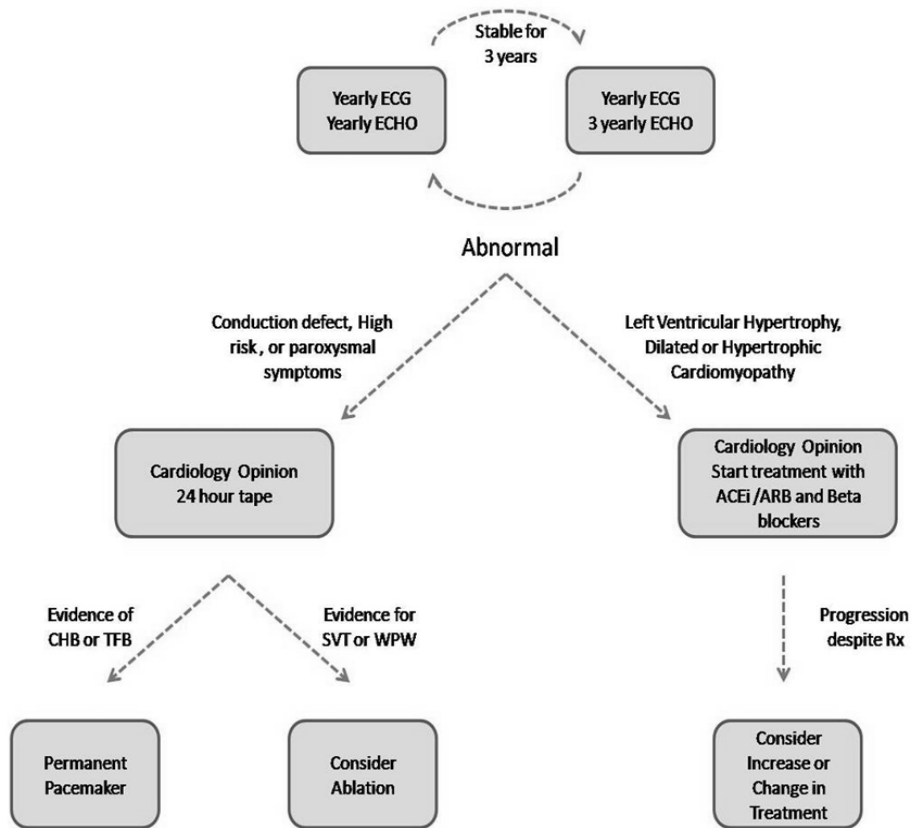 Stable for
3 years
Yearly ECG
Yearly ECHO
Yearly ECG
3 yearly ECHO
Abnormal
Conduction defect, High
risk, or paroxysmal
symptoms
Left Ventricular Hypertrophy,
Dilated or Hypertrophic
Cardiomyopathy
Cardiology Opinion
24 hour tape
Cardiology Opinion
Start treatment with
ACEi/ARB and Beta
blockers
Evidence of
CHB or TFB
Evidence for
SVT or WPW
Progression
despite Rx
Permanent
Pacemaker
Consider
Ablation
Consider
Increase or
Change in
Treatment